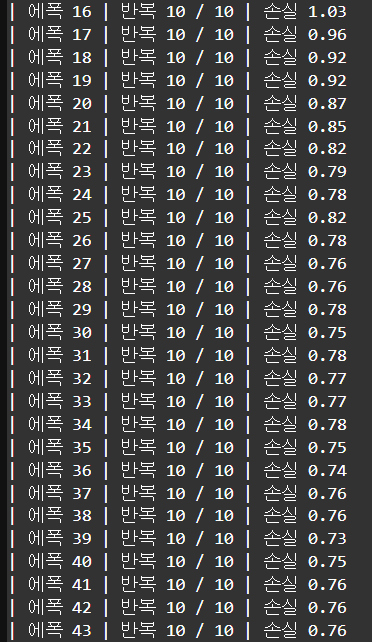 | 에폭 16 | 반복 10 / 10 | 손실 1.03
| 에폭 17 | 반복 10 / 10 | 손실 0.96
| 에폭 18 | 반복 10 / 10 | 손실 0.92
| 에폭 19 | 반복 10 / 10 | 손실 0.92
| 에폭 20 | 반복 10 / 10 | 손실 0.87
| 에폭 21 | 반복 10 / 10 | 손실 0.85
| 에폭 22 | 반복 10 / 10 | 손실 0.82
| 에폭 23 | 반복 10 / 10 | 손실 0.79
| 에폭 24 | 반복 10 / 10 | 손실 0.78
| 에폭 25 | 반복 10 / 10 | 손실 0.82
| 에폭 26 | 반복 10 / 10 | 손실 0.78
| 에폭 27 | 반복 10 / 10 | 손실 0.76
| 에폭 28 | 반복 10 / 10 | 손실 0.76
| 에폭 29 | 반복 10 / 10 | 손실 0.78
| 에폭 30 | 반복 10 / 10 | 손실 0.75
| 에폭 31 | 반복 10 / 10 | 손실 0.78
| 에폭 32 | 반복 10 / 10 | 손실 0.77
| 에폭 33 | 반복 10 / 10 | 손실 0.77
| 에폭 34 | 반복 10 / 10 | 손실 0.78
| 에폭 35 | 반복 10 / 10 | 손실 0.75
| 에폭 36 | 반복 10 / 10 | 손실 0.74
| 에폭 37 | 반복 10 / 10 | 손실 0.76
| 에폭 38 | 반복 10 / 10 | 손실 0.76
| 에폭 39 | 반복 10 / 10 | 손실 0.73
| 에폭 40 | 반복 10 / 10 | 손실 0.75
| 에폭 41 | 반복 10 / 10 | 손실 0.76
| 에폭 42 | 반복 10 / 10 | 손실 0.76
| 에폭 43 | 반복 10 / 10 | 손실 0.76